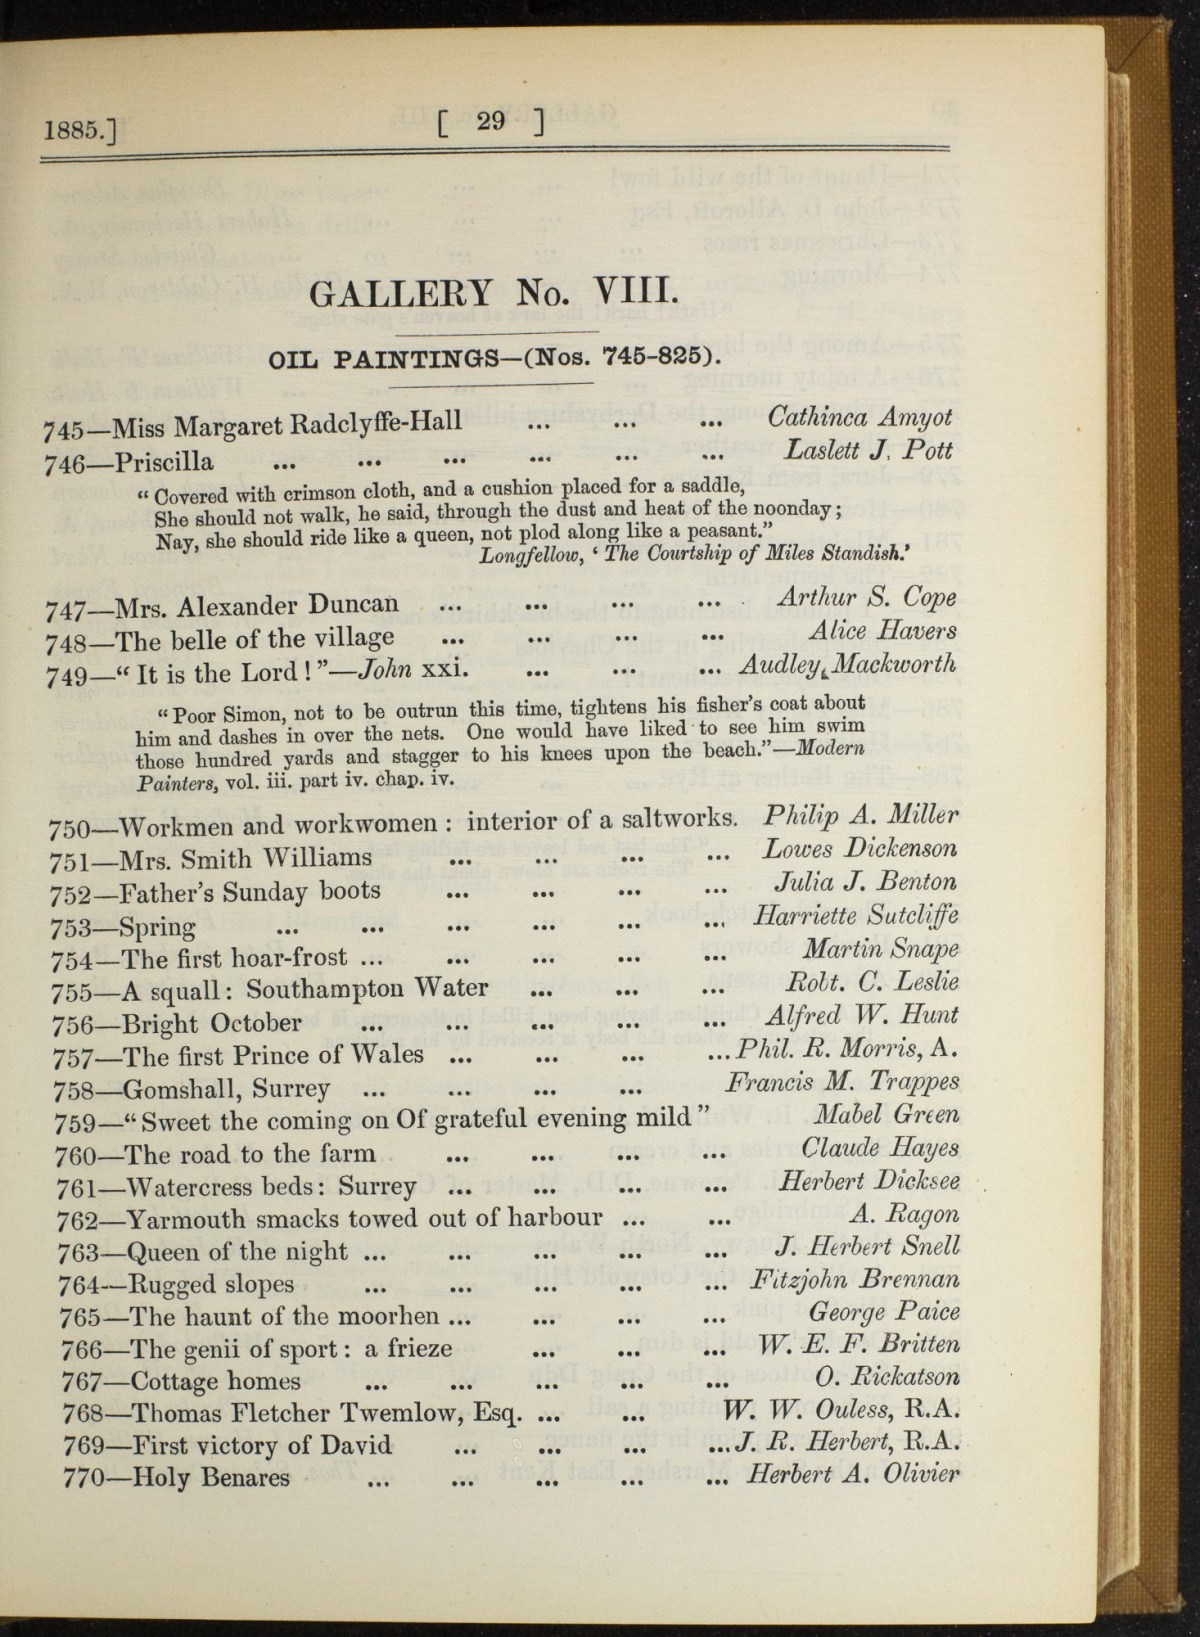 1885.] [ 29 ]
GALLERY No. VIII.
OIL PAINTINGS—(Nos. 745-825).
745—Miss Margaret Radclyffe-Hall ... ... ... Cathinca Amyot
746—Priscilla ... ... ... ... ... ... Laslett J. Pott
“Covered with crimson cloth, and a cushion placed for a saddle,
She should not walk, he said, through the dust and heat of the noonday;
Nay, she should ride like a queen, not plod along like a peasant.”
Longfellow, ‘The Courtship of Miles Standish.’
747—Mrs. Alexander Duncan ... ... ... ... Arthur S. Cope
748—The belle of the village ... ... ... ... Alice Havers
749—“It is the Lord!”—John xxi. ... ... ... Audley Mackworth
“Poor Simon, not to be outrun this time, tightens his fisher’s coat about
him and dashes in over the nets. One would have liked to see him swim
those hundred yards and stagger to his knees upon the beach.”—Modern
Painters, vol. iii. part iv. chap. iv.
750—Workmen and workwomen: interior of a saltworks. Philip A. Miller
751—Mrs. Smith Williams ... ... ... ... Lowes Dickenson
752—Father’s Sunday boots ... ... ... ... Julia J. Benton
753—Spring ... ... ... ... ... ... Harriette Sutcliffe
754—The first hoar-frost ... ... ... ... ... Martin Snape
755—A squall: Southampton Water ... ... ... Robt. C. Leslie
756—Bright October ... ... ... ... ... Alfred W. Hunt
757—The first Prince of Wales ... ... ... ... Phil. R. Morris, A.
758—Gomshall, Surrey ... ... ... ... Francis M. Trappes
759—“Sweet the coming on Of grateful evening mild” Mabel Green
760—The road to the farm ... ... ... ... Claude Hayes
761—Watercress beds: Surrey ... ... ... ... Herbert Dicksee
762—Yarmouth smacks towed out of harbour ... ... A. Ragon
763—Queen of the night ... ... ... ... ... J. Herbert Snell
764—Rugged slopes ... ... ... ... ... Fitzjohn Brennan
765—The haunt of the moorhen ... ... ... ... George Paice
766—The genii of sport: a frieze ... ... ... W. E. F. Britten
767—Cottage homes ... ... ... ... ... O. Rickatson
768—Thomas Fletcher Twemlow, Esq. ... ... W. W. Ouless, R.A.
769—First victory of David ... ... ... ... J. R. Herbert, R.A.
770—Holy Benares ... ... ... ... ... Herbert A. Olivier